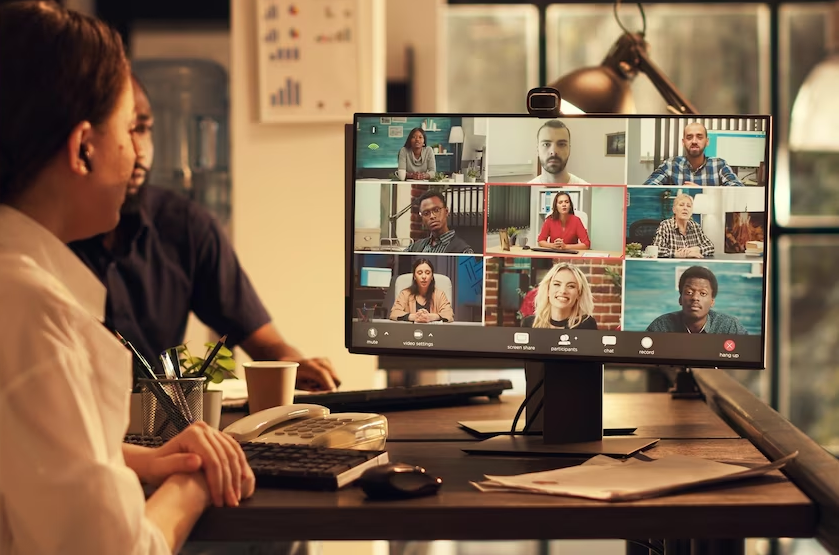 mute
video settings
screen share
participants
chat
record
hang-up